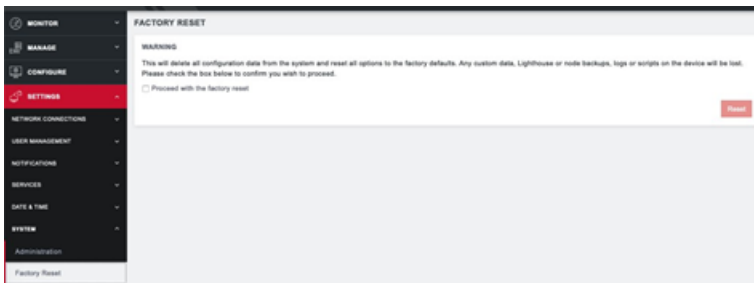 MONITOR
MANAGE
CONFIGURE
SETTINGS
NETWORK CONNECTIONS
USER MANAGEMENT
NOTIFICATIONS
SERVICES
DATE & TIME
SYSTEM
Administration
Factory Reset
FACTORY RESET
WARNING
This will delete all configuration data from the system and reset all options to the factory defaults. Any custom data, Lighthouse or node backups, logs or scripts on the device will be lost.
Please check the box below to confirm you wish to proceed.
Proceed with the factory reset
Reset